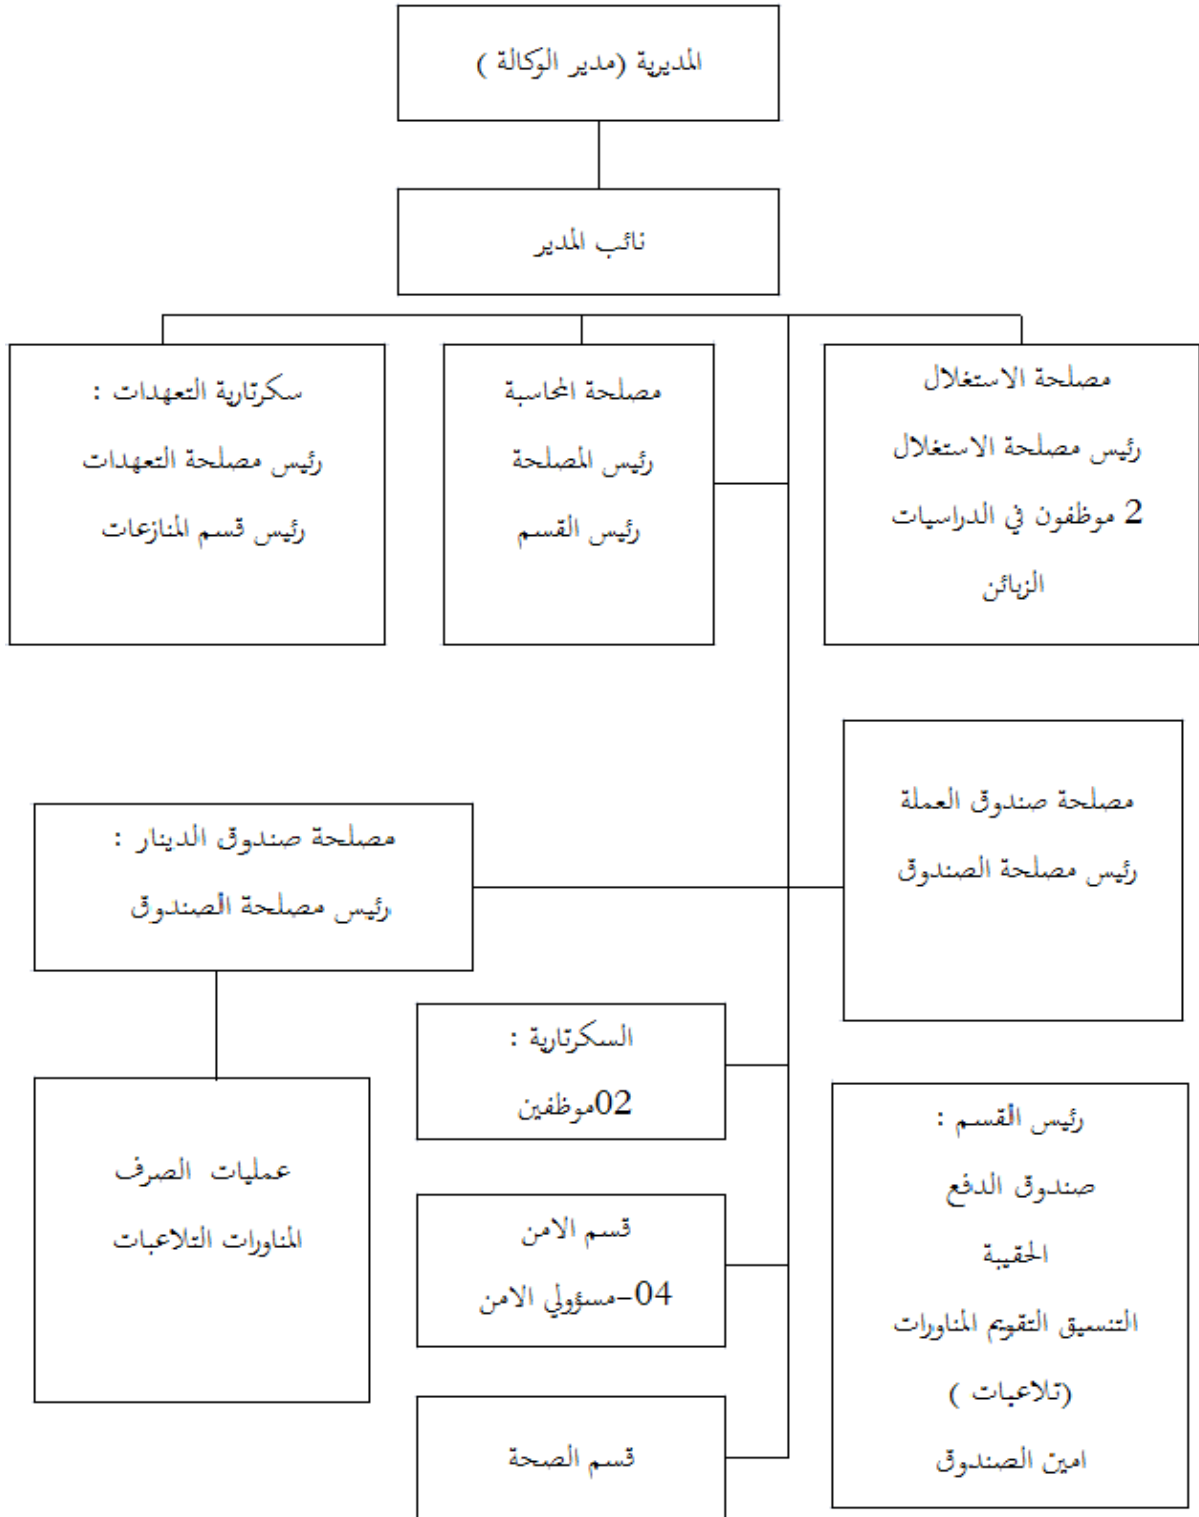 المديرية (مدير الوكالة )
نائب المدير
مصلحة الاستغلال
رئيس مصلحة الاستغلال
2 موظفون في الدراسيات
الزبائن
مصلحة المحاسبة
رئيس المصلحة
رئيس القسم
سكرتارية التعهدات :
رئيس مصلحة التعهدات
رئيس قسم المنازعات
مصلحة صندوق العملة
رئيس مصلحة الصندوق
مصلحة صندوق الدينار :
رئيس مصلحة الصندوق
السكرتارية :
02موظفين
رئيس القسم :
صندوق الدفع
الحقيبة
التنسيق التقويم المناورات
(تلاعبات )
امين الصندوق
عمليات الصرف
المناورات التلاعبات
قسم الامن
04-مسؤولي الامن
قسم الصحة